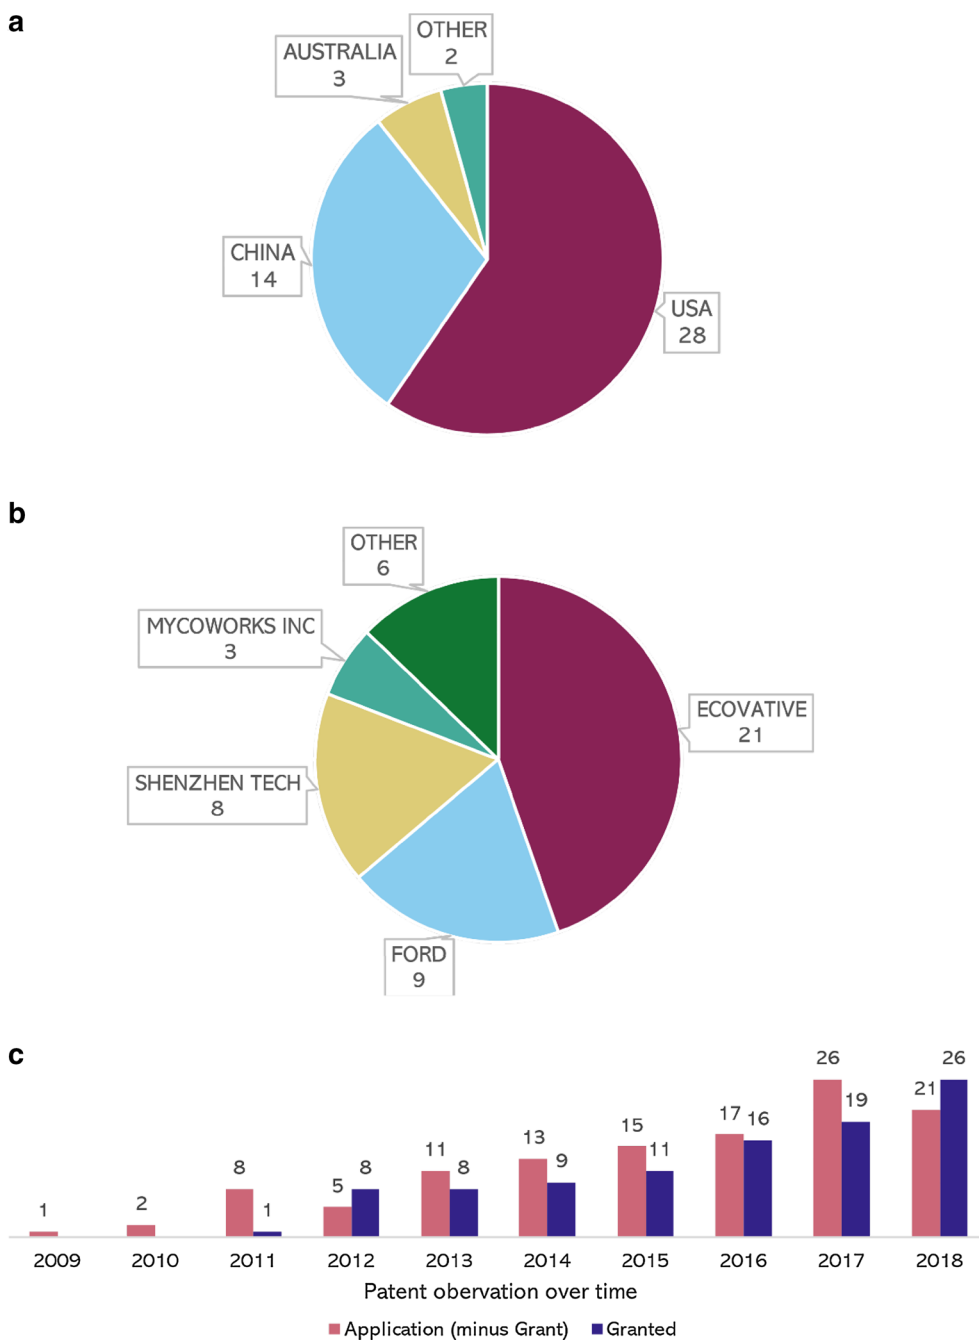 a
OTHER
2
AUSTRALIA
3
CHINA
14
USA
28
b
OTHER
6
MYCOWORKS INC
3
ECOVATIVE
21
SHENZHEN TECH
8
FORD
9
c
1
2
8
1
5
8
11
8
13
9
15
11
17
16
26
19
21
26
2009 2010 2011 2012 2013 2014 2015 2016 2017 2018
Patent obervation over time
Application (minus Grant) Granted